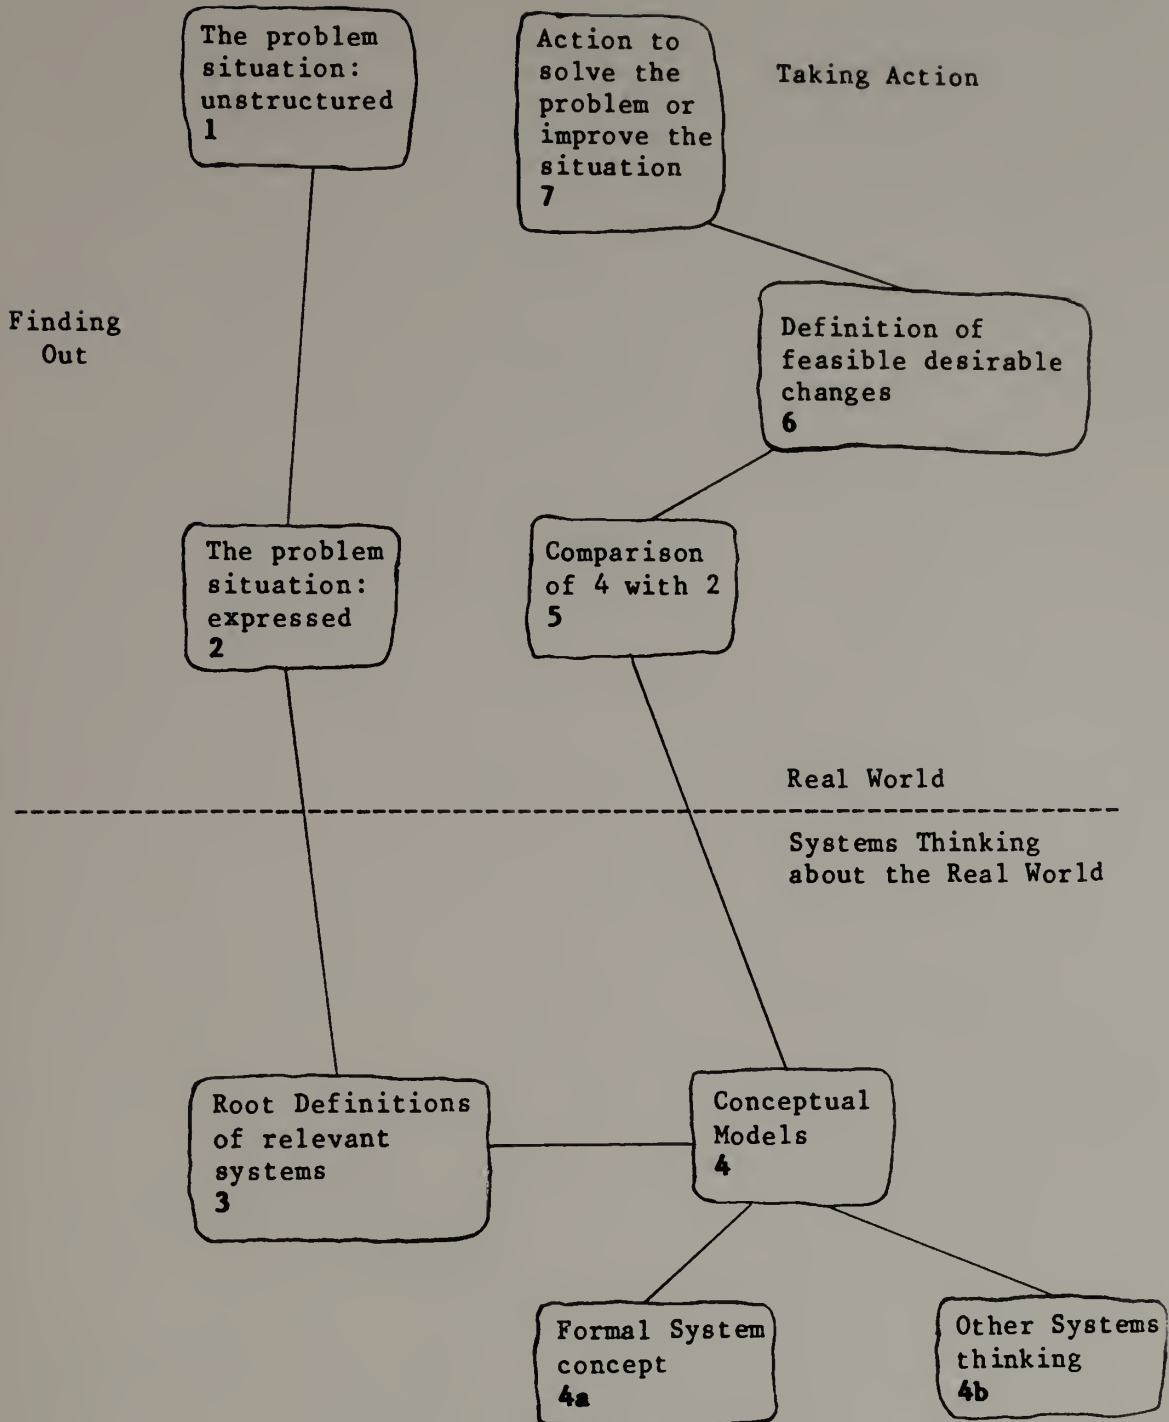 The problem
situation:
unstructured
1
Action to
solve the
problem or
improve the
situation
7
Taking Action
Finding
Out
Definition of
feasible desirable
changes
6
The problem
situation:
expressed
2
Comparison
of 4 with 2
5
Real World
Systems Thinking
about the Real World
Root Definitions
of relevant
systems
3
Conceptual
Models
4
Formal System
concept
4a
Other Systems
thinking
4b